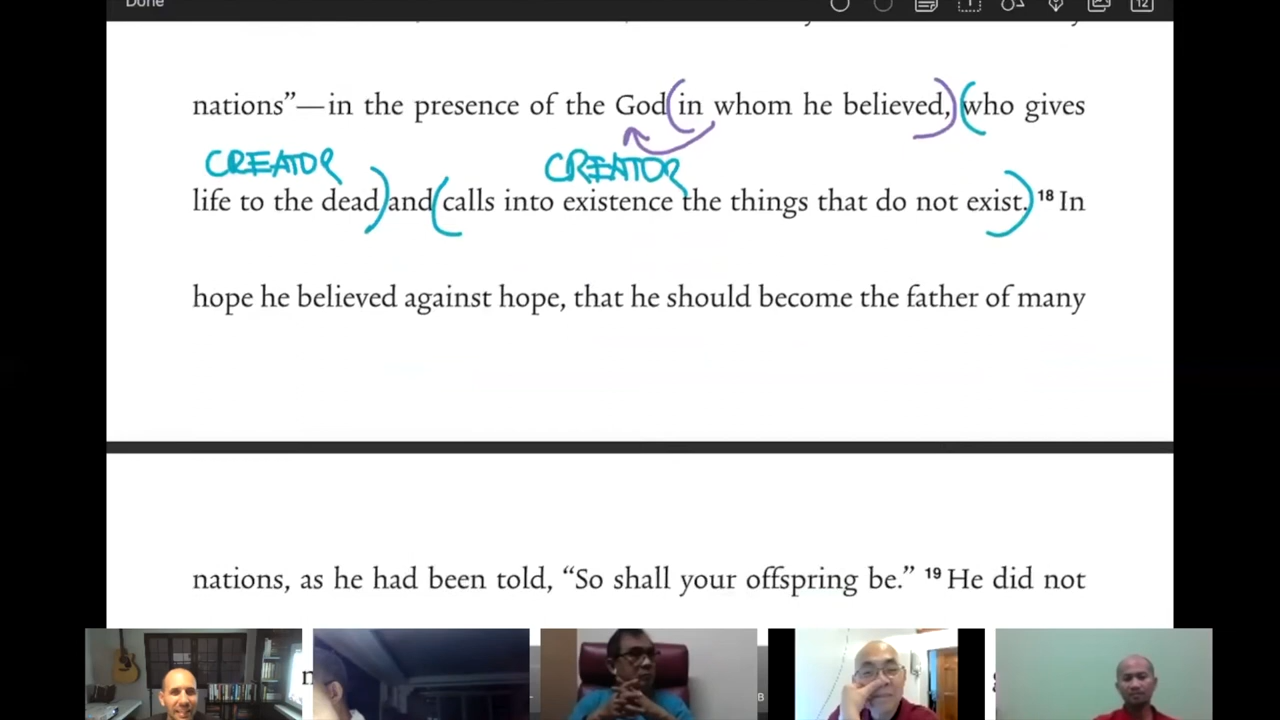 Done
12
nations”—in the presence of the God (in whom he believed,) (who gives
CREATOR CREATOR
life to the dead) and (calls into existence the things that do not exist.) 18 In
hope he believed against hope, that he should become the father of many
nations, as he had been told, “So shall your offspring be.” 19 He did not